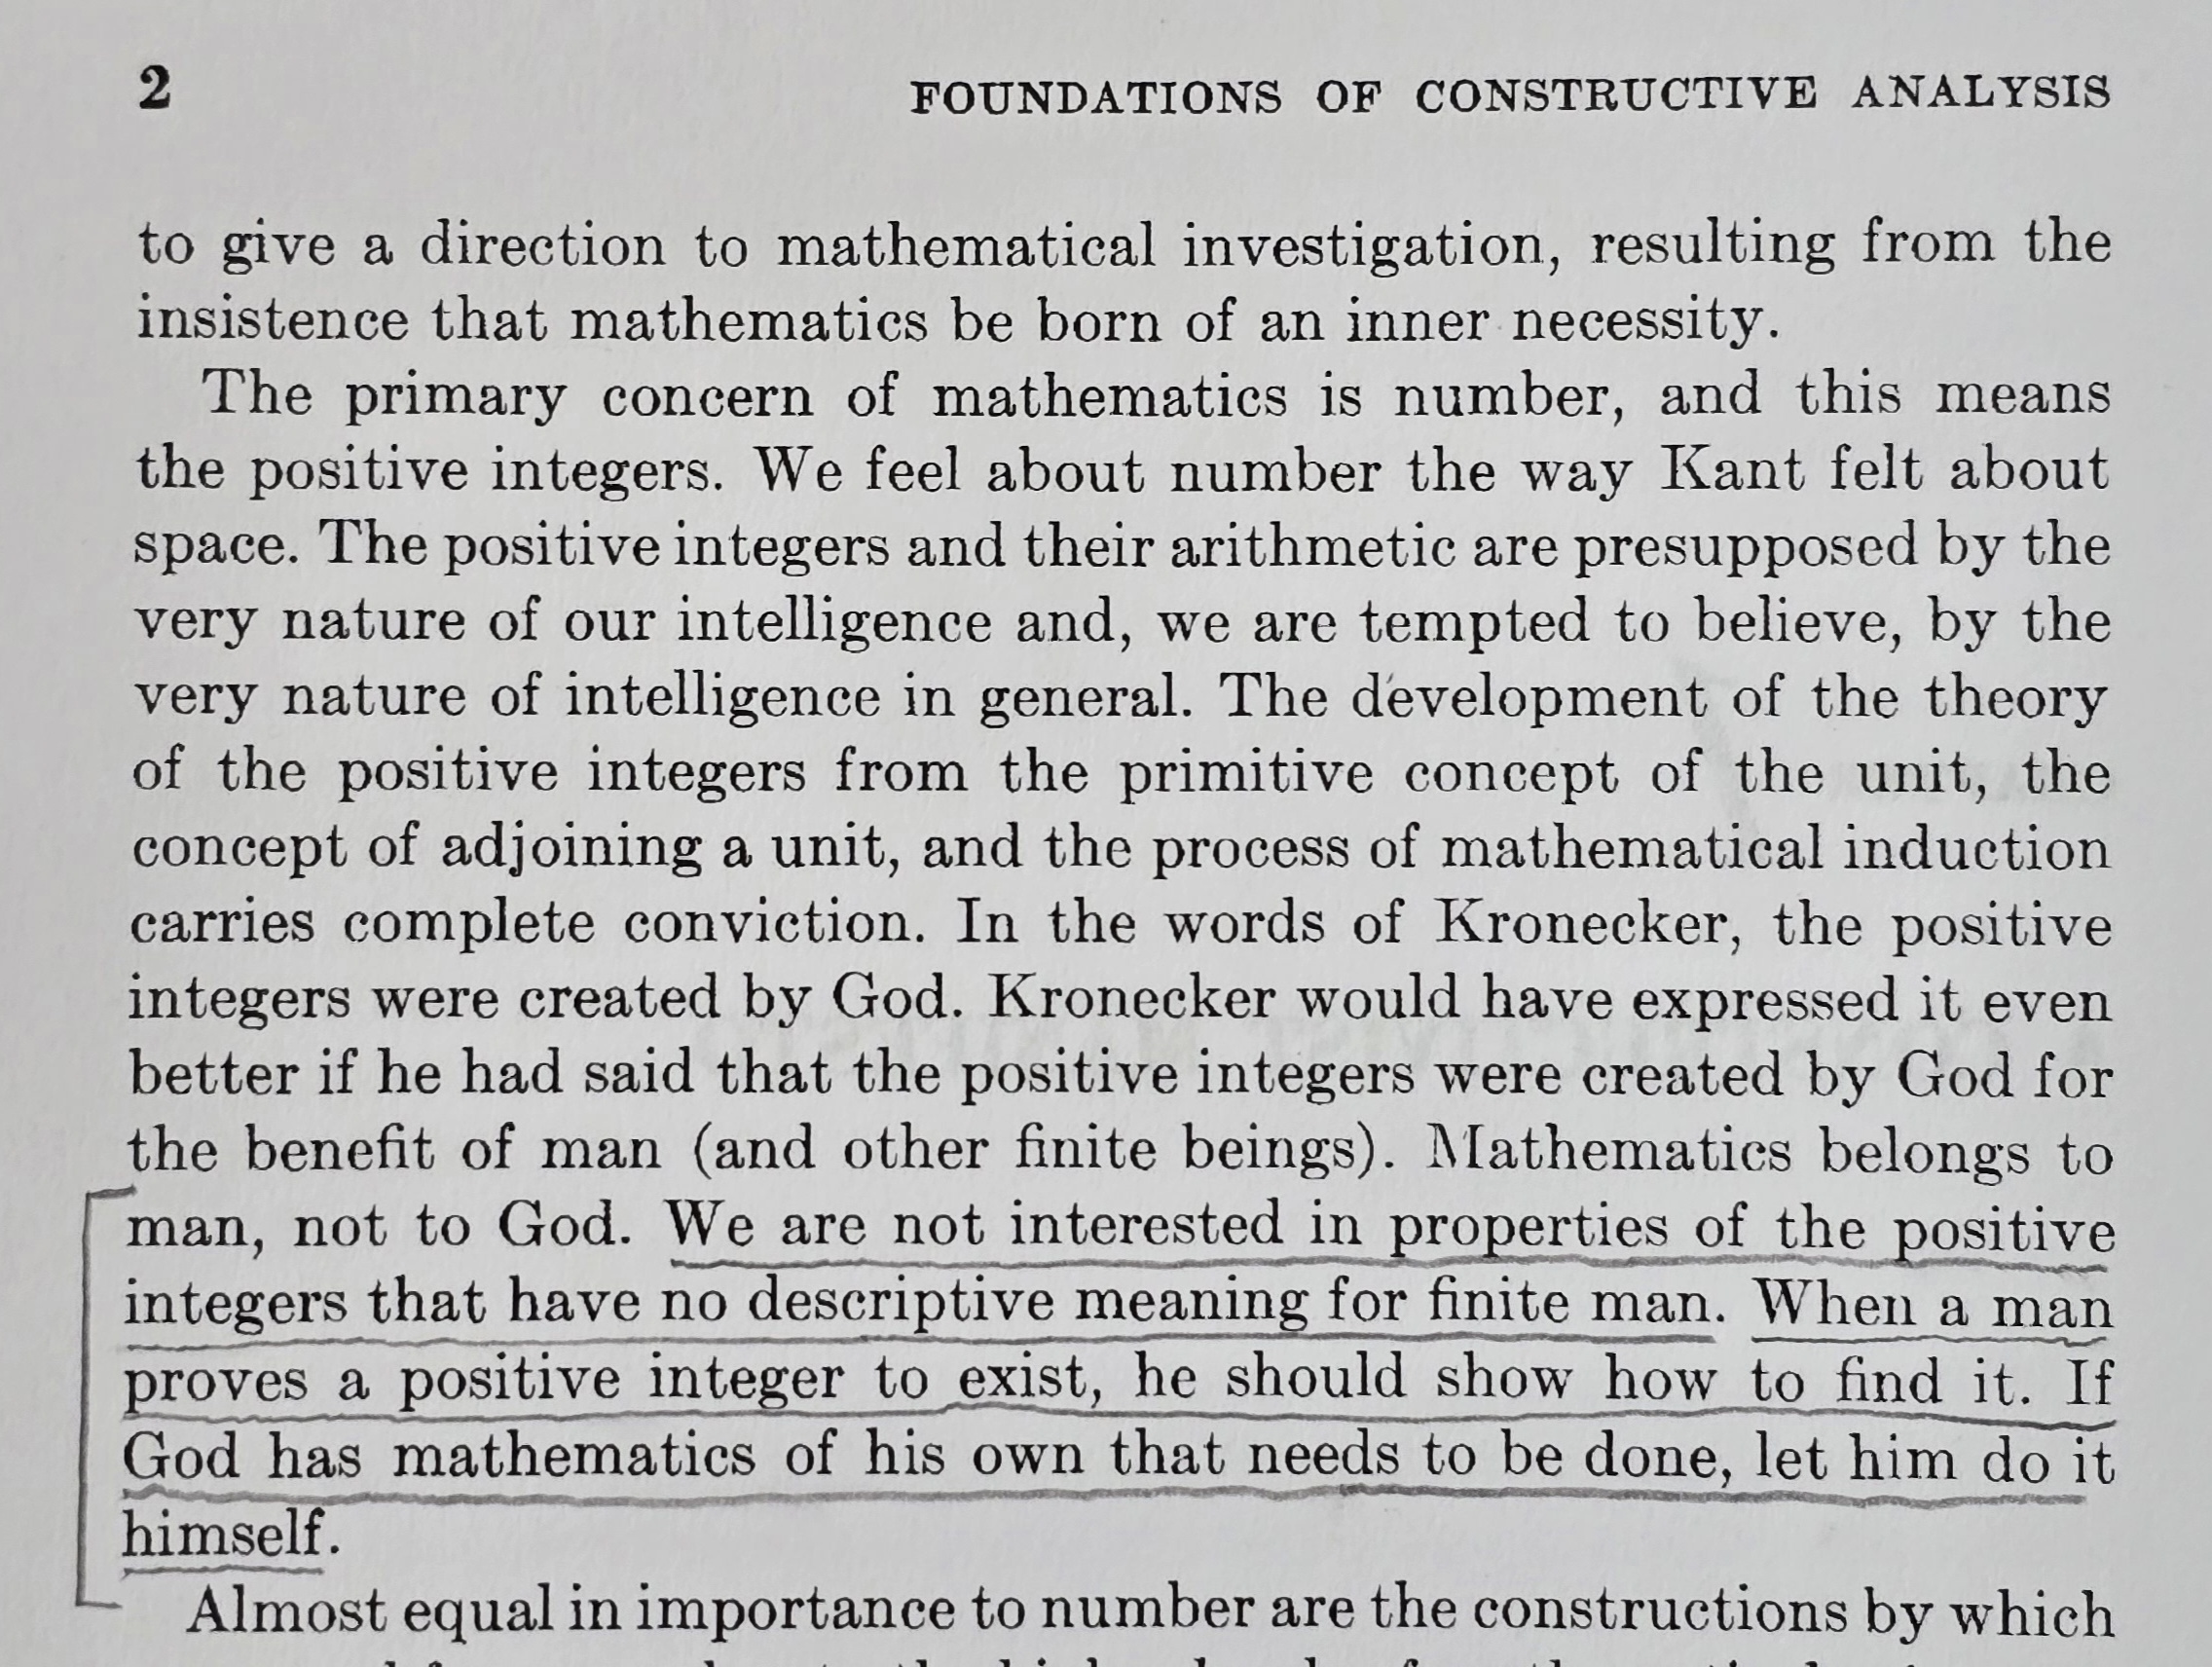 2 FOUNDATIONS OF CONSTRUCTIVE ANALYSIS
to give a direction to mathematical investigation, resulting from the
insistence that mathematics be born of an inner necessity.
The primary concern of mathematics is number, and this means
the positive integers. We feel about number the way Kant felt about
space. The positive integers and their arithmetic are presupposed by the
very nature of our intelligence and, we are tempted to believe, by the
very nature of intelligence in general. The development of the theory
of the positive integers from the primitive concept of the unit, the
concept of adjoining a unit, and the process of mathematical induction
carries complete conviction. In the words of Kronecker, the positive
integers were created by God. Kronecker would have expressed it even
better if he had said that the positive integers were created by God for
the benefit of man (and other finite beings). Mathematics belongs to
man, not to God. We are not interested in properties of the positive
integers that have no descriptive meaning for finite man. When a man
proves a positive integer to exist, he should show how to find it. If
God has mathematics of his own that needs to be done, let him do it
himself.
Almost equal in importance to number are the constructions by which